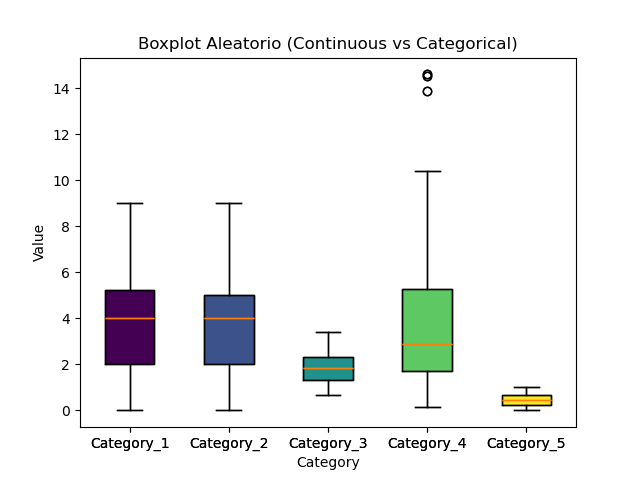 Boxplot Aleatorio (Continuous vs Categorical)
14
12
10
8
6
4
2
0
Value
Category_1 Category_2 Category_3 Category_4 Category_5
Category